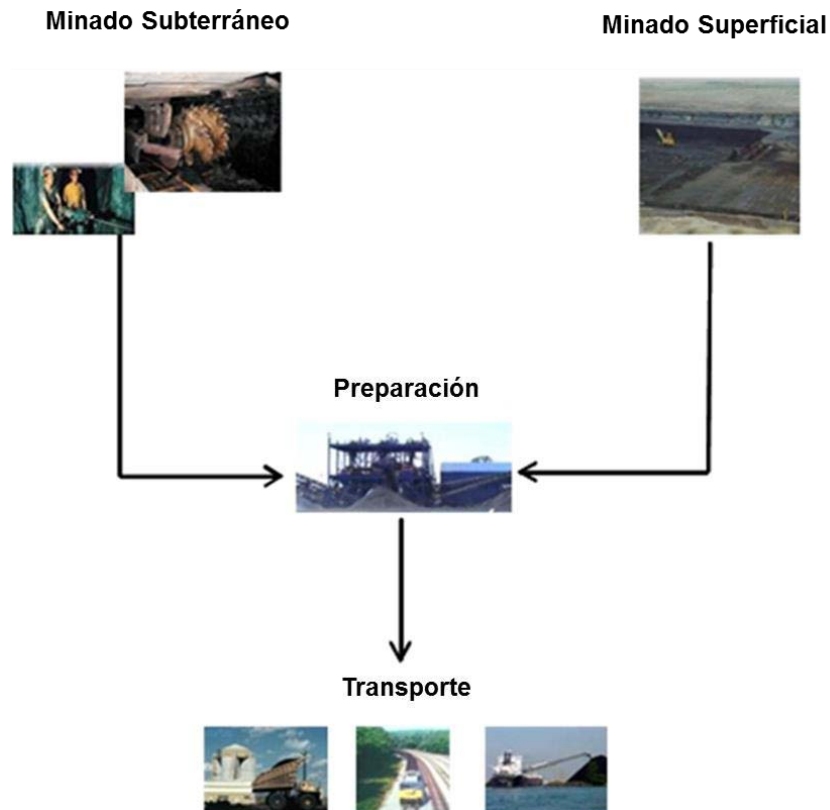 Minado Subterráneo
Minado Superficial
Preparación
Transporte